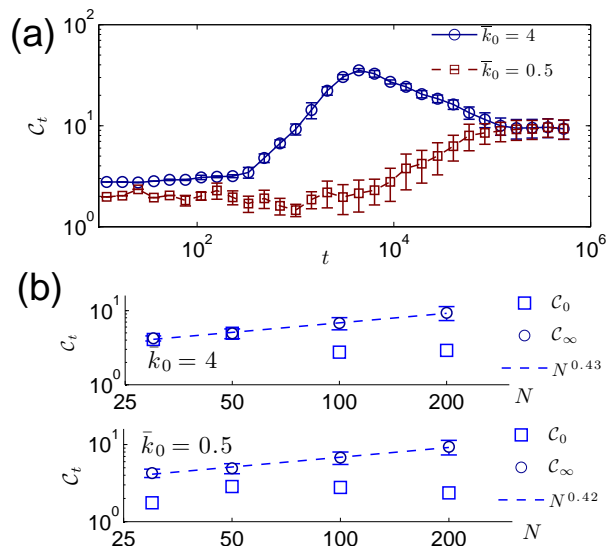 (a)
10^2
10^1
10^0
C_t
k̄_0 = 4
k̄_0 = 0.5
10^2 10^4 10^6
t
(b)
10^1
10^0
C_t
k_0 = 4
25 50 100 200
N
C_0
C_∞
N^{0.43}
10^1
10^0
C_t
k̄_0 = 0.5
25 50 100 200
N
C_0
C_∞
N^{0.42}